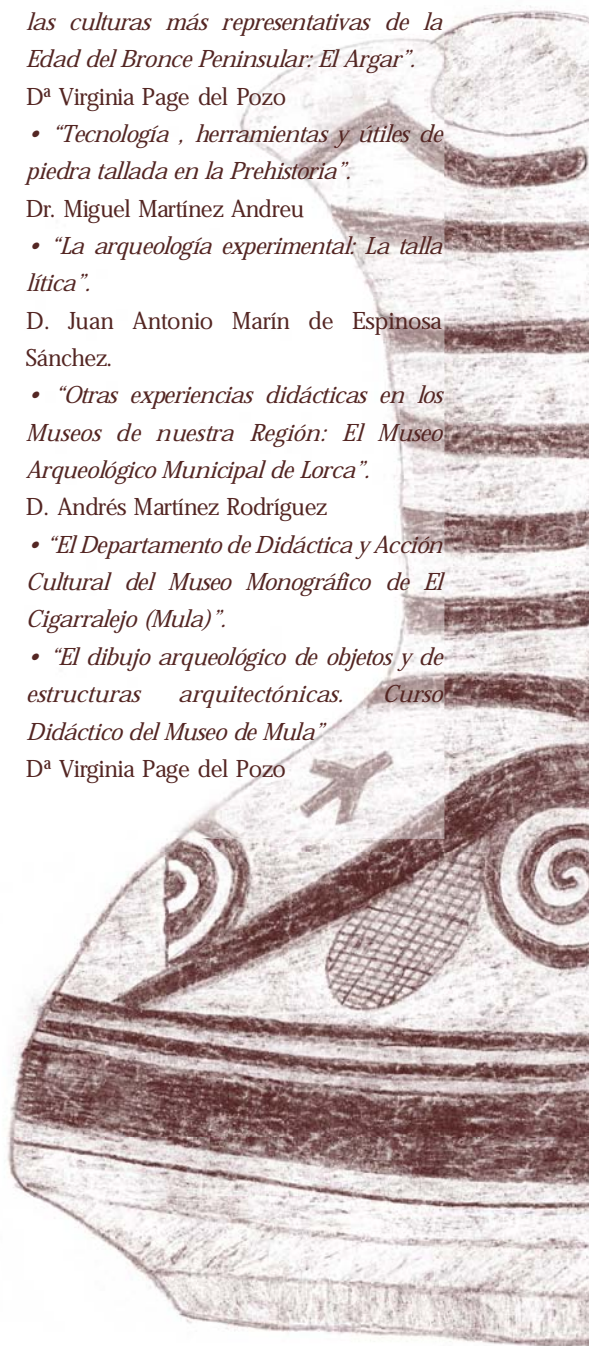 las culturas más representativas de la
Edad del Bronce Peninsular: El Argar”.
Dª Virginia Page del Pozo
• “Tecnología , herramientas y útiles de
piedra tallada en la Prehistoria”.
Dr. Miguel Martínez Andreu
• “La arqueología experimental: La talla
lítica”.
D. Juan Antonio Marín de Espinosa
Sánchez.
• “Otras experiencias didácticas en los
Museos de nuestra Región: El Museo
Arqueológico Municipal de Lorca”.
D. Andrés Martínez Rodríguez
• “El Departamento de Didáctica y Acción
Cultural del Museo Monográfico de El
Cigarralejo (Mula)”.
• “El dibujo arqueológico de objetos y de
estructuras arquitectónicas. Curso
Didáctico del Museo de Mula”
Dª Virginia Page del Pozo